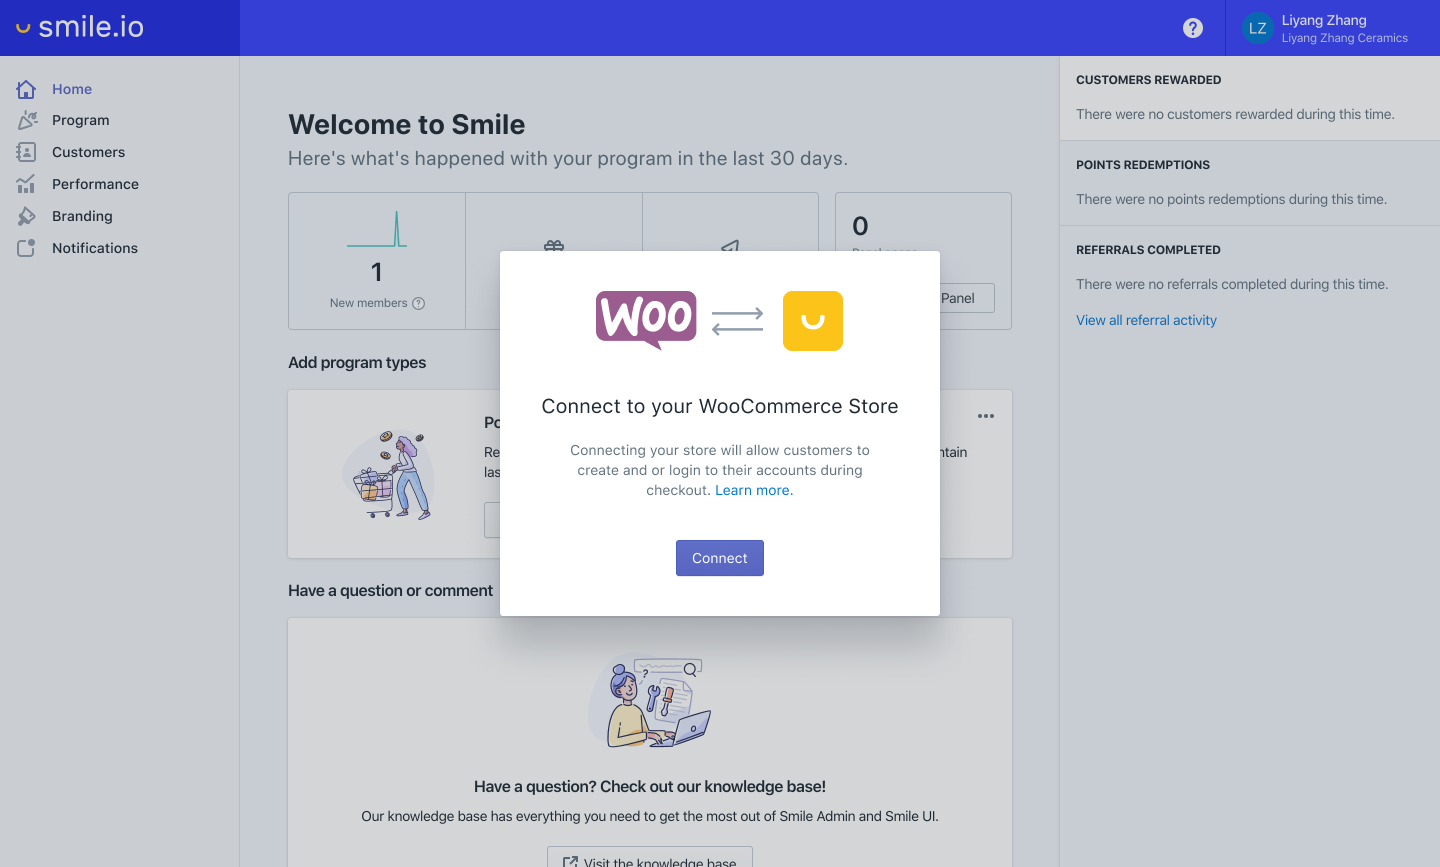 smile.io
?
LZ
Liyang Zhang
Liyang Zhang Ceramics
Home
Program
Customers
Performance
Branding
Notifications
Welcome to Smile
Here's what's happened with your program in the last 30 days.
1
New members ?
0
Panel
Add program types
Po
Re
las
ntain
Have a question or comment
Woo
Connect to your WooCommerce Store
Connecting your store will allow customers to
create and or login to their accounts during
checkout. Learn more.
Connect
?
Have a question? Check out our knowledge base!
Our knowledge base has everything you need to get the most out of Smile Admin and Smile UI.
Visit the knowledge base
CUSTOMERS REWARDED
There were no customers rewarded during this time.
POINTS REDEMPTIONS
There were no points redemptions during this time.
REFERRALS COMPLETED
There were no referrals completed during this time.
View all referral activity